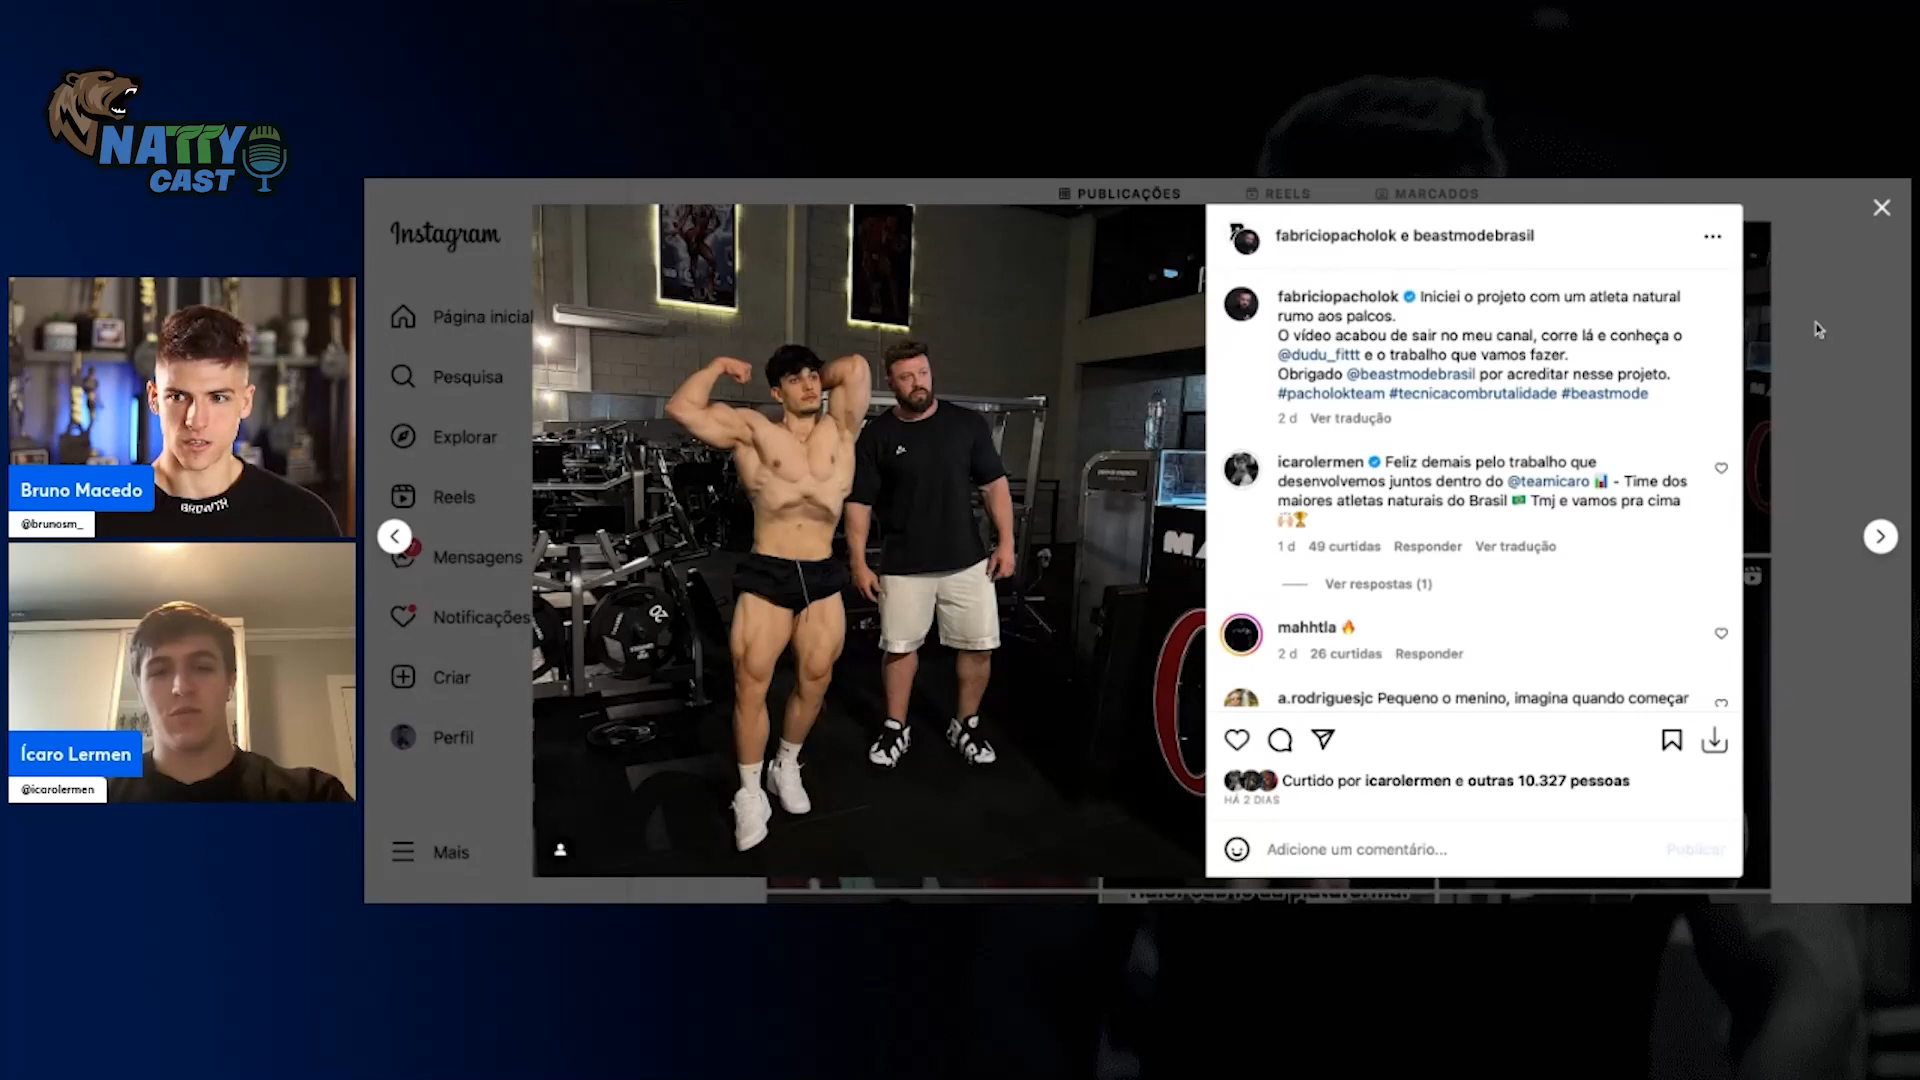 NATTY
CAST
Bruno Macedo
@brunosm_
Ícaro Lermen
@icarolermen
PUBLICAÇÕES
REELS
MARCADOS
Instagram
Página inicial
Pesquisa
Explorar
Reels
Mensagens
Notificações
Criar
Perfil
Mais
fabriciopacholok e beastmodebrasil
fabriciopacholok Iniciei o projeto com um atleta natural
rumo aos palcos.
O vídeo acabou de sair no meu canal, corre lá e conheça o
@dudu_fittt e o trabalho que vamos fazer.
Obrigado @beastmodebrasil por acreditar nesse projeto.
#pacholokteam #tecnicacombrutalidade #beastmode
2 d Ver tradução
icarolermen Feliz demais pelo trabalho que
desenvolvemos juntos dentro do @teamicaro 📊 - Time dos
maiores atletas naturais do Brasil 🇧🇷 Tmj e vamos pra cima
🙌🏻🏆
1 d 49 curtidas Responder Ver tradução
Ver respostas (1)
mahhtla 🔥
2 d 26 curtidas Responder
a.rodriguesjc Pequeno o menino, imagina quando começar
Curtido por icarolermen e outras 10.327 pessoas
HÁ 2 DIAS
Adicione um comentário...
Publicar